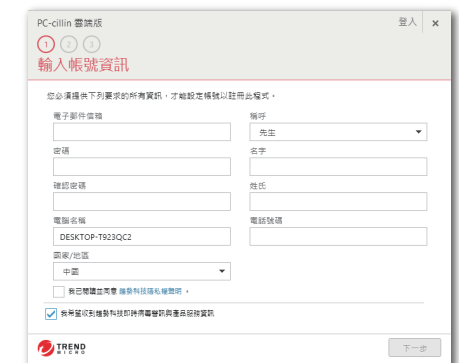 PC-cillin 雲端版
登入 ×
1 2 3
輸入帳號資訊
您必須提供下列要求的所有資訊，才能設定帳號以註冊此程式。
電子郵件信箱
稱呼
先生
密碼
名字
確認密碼
姓氏
電腦名稱
電話號碼
DESKTOP-T923QC2
國家/地區
中國
我已閱讀並同意 趨勢科技隱私權聲明。
我希望收到趨勢科技即時病毒警訊與產品服務資訊
TREND
MICRO
下一步